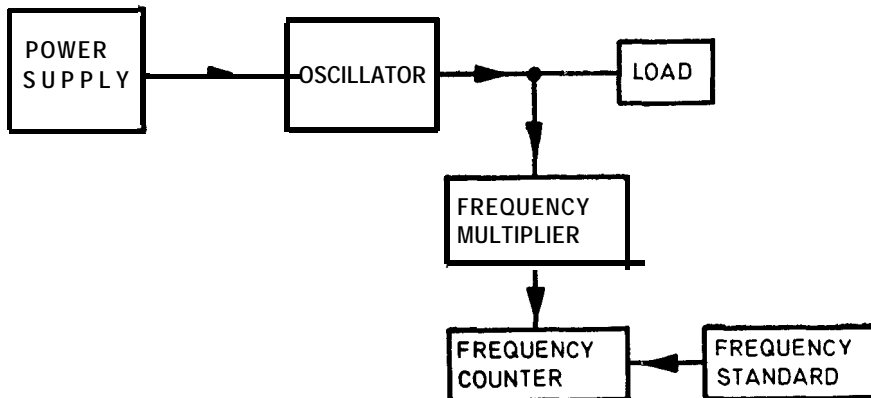 POWER
SUPPLY
OSCILLATOR
LOAD
FREQUENCY
MULTIPLIER
FREQUENCY
COUNTER
FREQUENCY
STANDARD